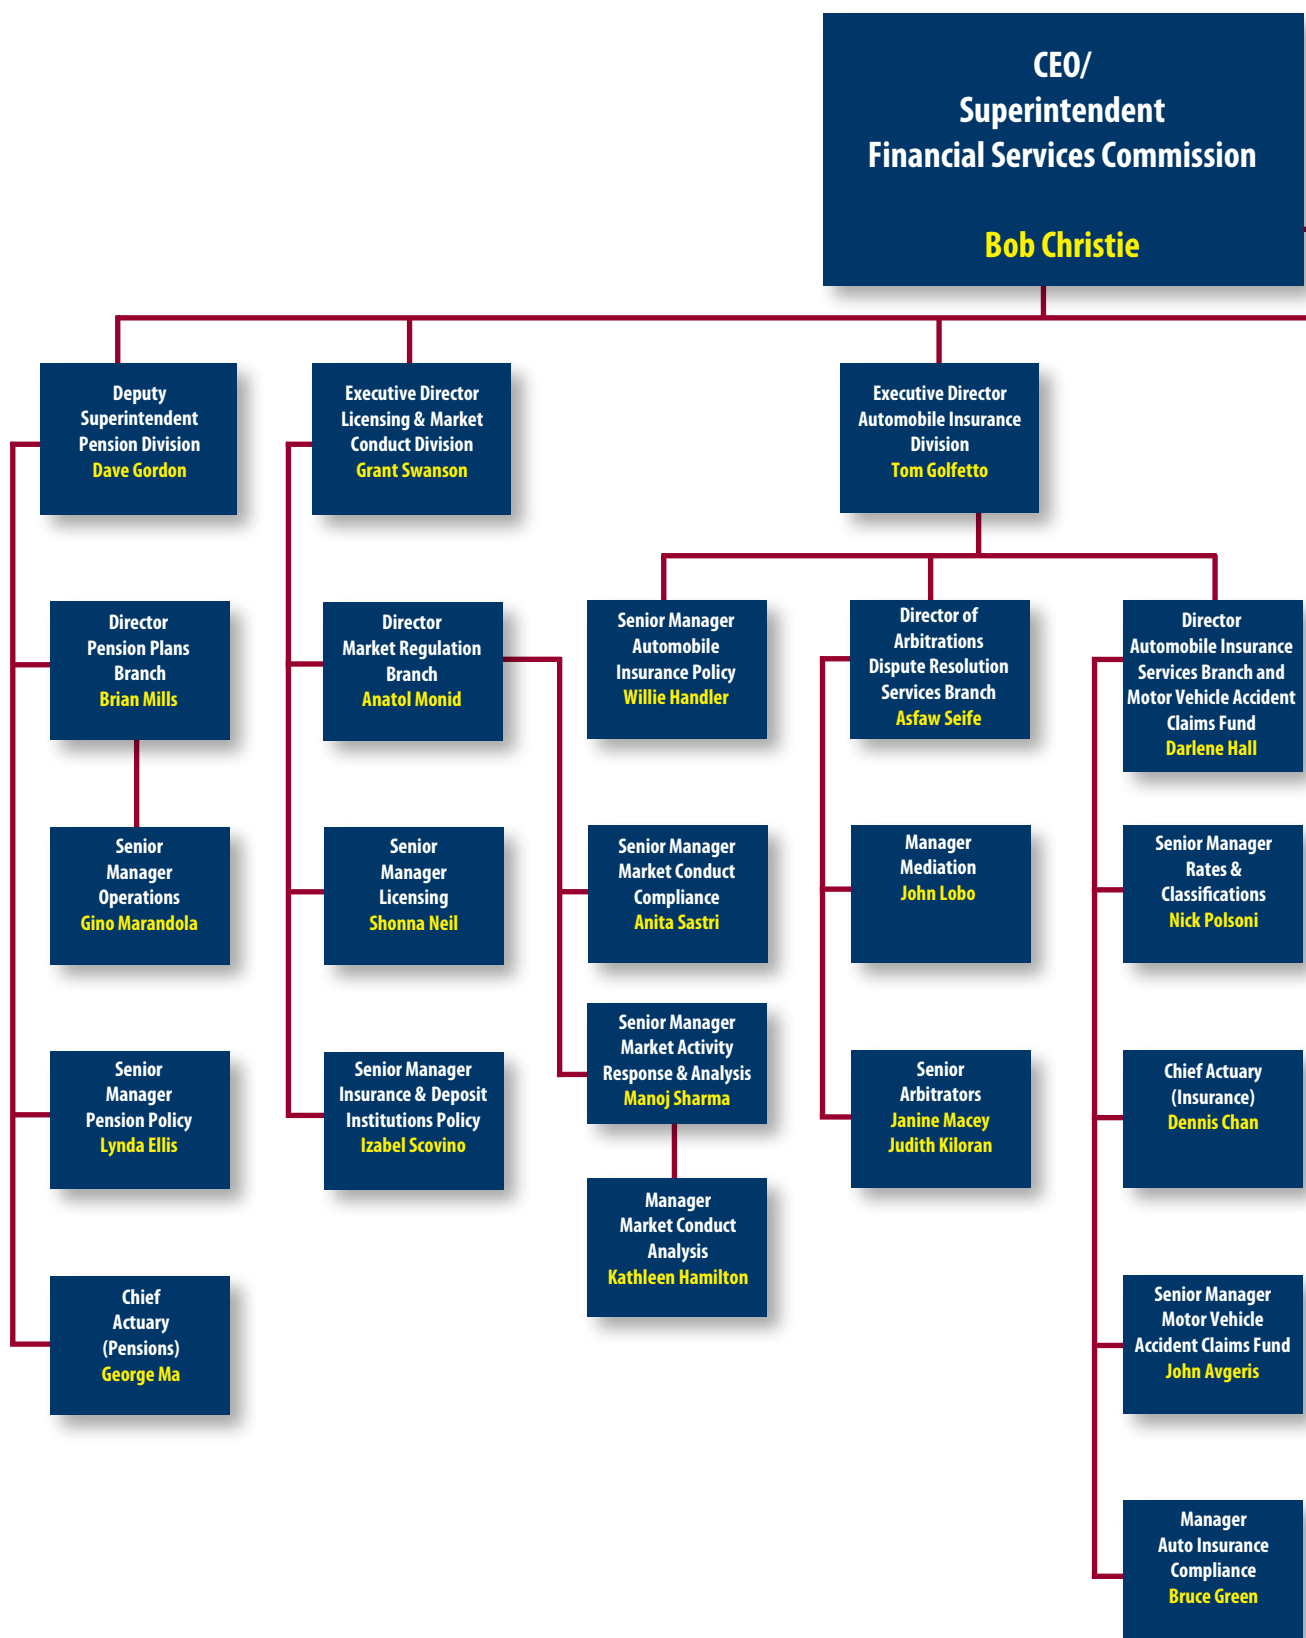 CEO/
Superintendent
Financial Services Commission
Bob Christie
Deputy
Superintendent
Pension Division
Dave Gordon
Executive Director
Licensing & Market
Conduct Division
Grant Swanson
Executive Director
Automobile Insurance
Division
Tom Golfetto
Director
Pension Plans
Branch
Brian Mills
Director
Market Regulation
Branch
Anatol Monid
Senior Manager
Automobile
Insurance Policy
Willie Handler
Director of
Arbitrations
Dispute Resolution
Services Branch
Asfaw Seife
Director
Automobile Insurance
Services Branch and
Motor Vehicle Accident
Claims Fund
Darlene Hall
Senior
Manager
Operations
Gino Marandola
Senior
Manager
Licensing
Shonna Neil
Senior Manager
Market Conduct
Compliance
Anita Sastri
Manager
Mediation
John Lobo
Senior Manager
Rates &
Classifications
Nick Polsoni
Senior
Manager
Pension Policy
Lynda Ellis
Senior Manager
Insurance & Deposit
Institutions Policy
Izabel Scovino
Senior Manager
Market Activity
Response & Analysis
Manoj Sharma
Senior
Arbitrators
Janine Macey
Judith Kiloran
Chief Actuary
(Insurance)
Dennis Chan
Manager
Market Conduct
Analysis
Kathleen Hamilton
Chief
Actuary
(Pensions)
George Ma
Senior Manager
Motor Vehicle
Accident Claims Fund
John Avgeris
Manager
Auto Insurance
Compliance
Bruce Green